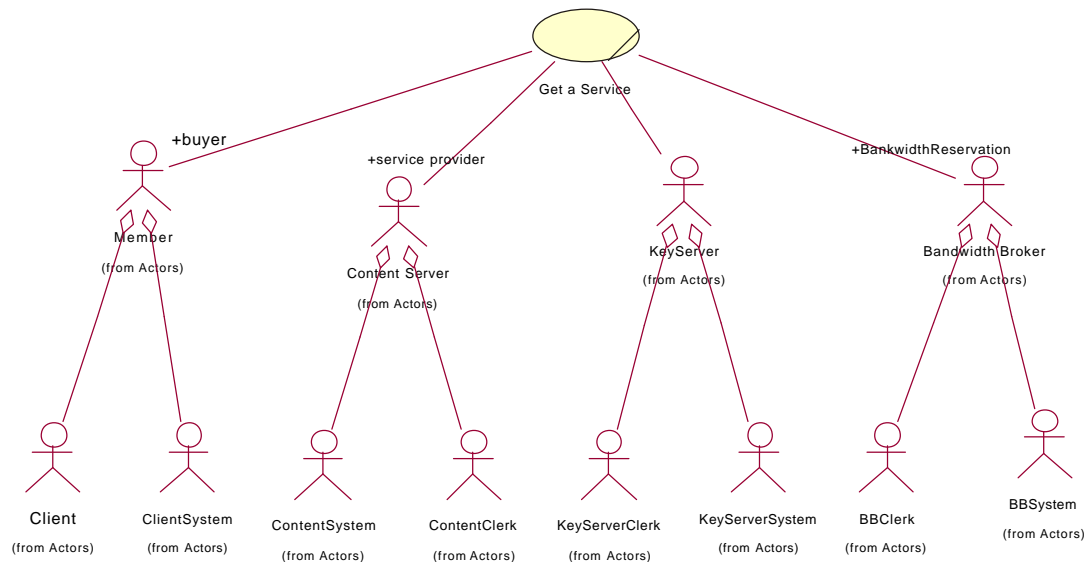 Get a Service
+buyer
+service provider
+BankwidthReservation
Member
(from Actors)
Content Server
(from Actors)
KeyServer
(from Actors)
Bandwidth Broker
(from Actors)
Client
(from Actors)
ClientSystem
(from Actors)
ContentSystem
(from Actors)
ContentClerk
(from Actors)
KeyServerClerk
(from Actors)
KeyServerSystem
(from Actors)
BBClerk
(from Actors)
BBSystem
(from Actors)